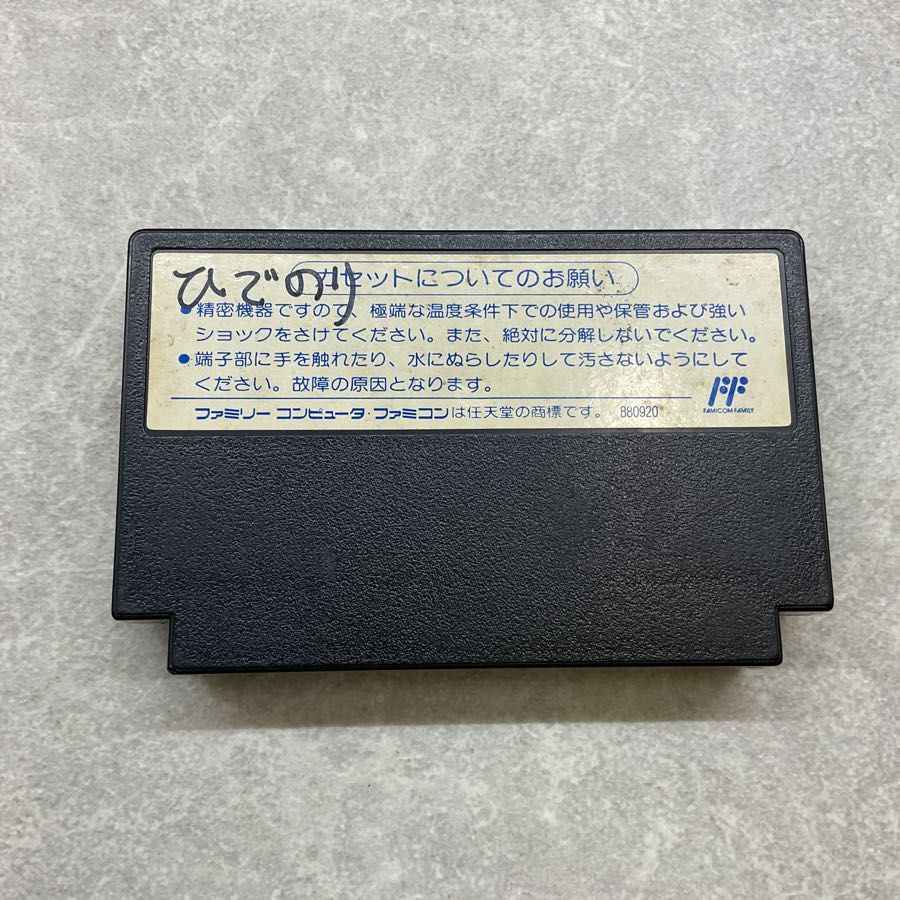 ひでのり
カセットについてのお願い
●精密機器ですので、極端な温度条件下での使用や保管および強い
ショックをさけてください。また、絶対に分解しないでください。
●端子部に手を触れたり、水にぬらしたりして汚さないようにして
ください。故障の原因となります。
ファミリー コンピュータ・ファミコンは任天堂の商標です。 880920
FAMICOM FAMILY